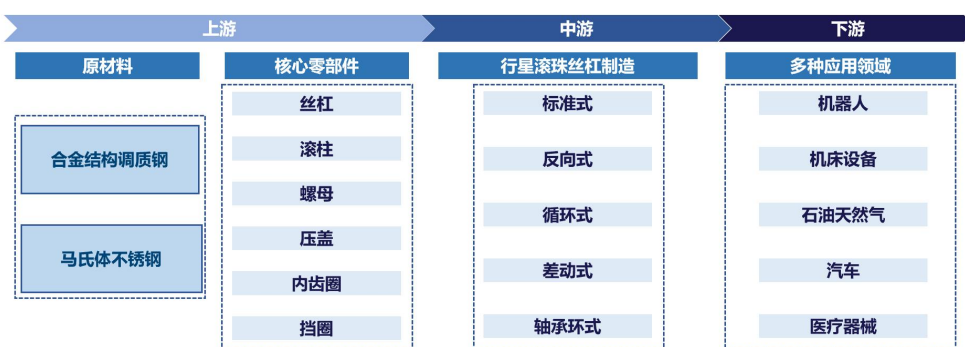 上游
中游
下游
原材料
核心零部件
行星滚珠丝杠制造
多种应用领域
合金结构调质钢
马氏体不锈钢
丝杠
滚柱
螺母
压盖
内齿圈
挡圈
标准式
反向式
循环式
差动式
轴承环式
机器人
机床设备
石油天然气
汽车
医疗器械